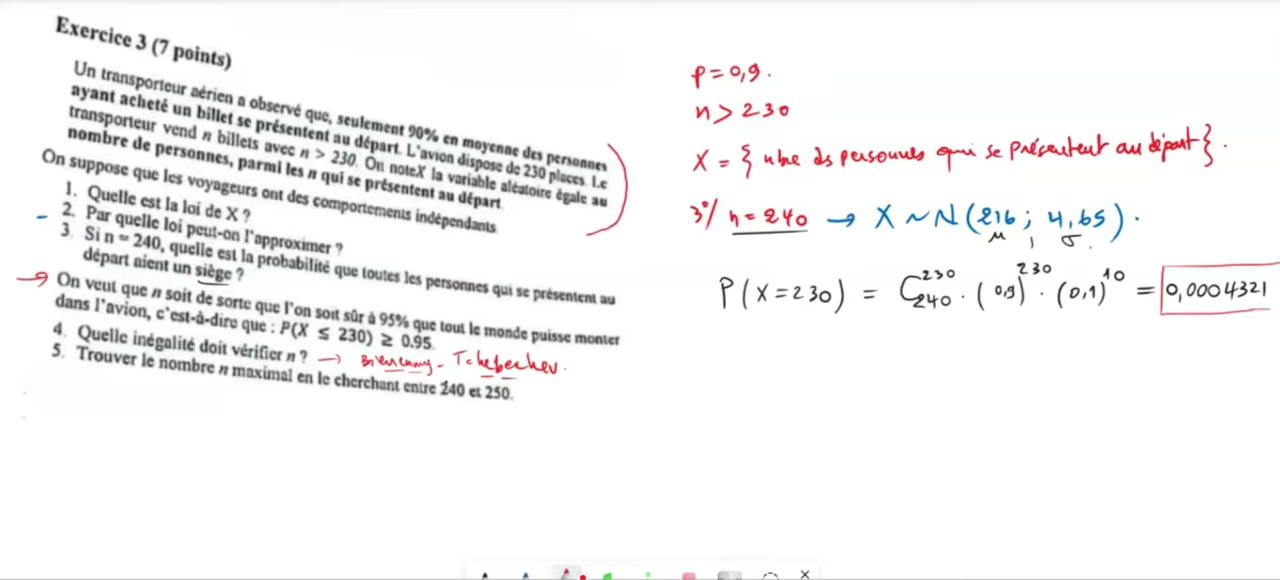 Exercice 3 (7 points)
Un transporteur aérien a observé que, seulement 90% en moyenne des personnes
ayant acheté un billet se présentent au départ. L'avion dispose de 230 places. Le
transporteur vend n billets avec n > 230. On note X la variable aléatoire égale au
nombre de personnes, parmi les n qui se présentent au départ
On suppose que les voyageurs ont des comportements indépendants
1. Quelle est la loi de X ?
2. Par quelle loi peut-on l'approximer ?
3. Si n = 240, quelle est la probabilité que toutes les personnes qui se présentent au
départ aient un siège ?
On veut que n soit de sorte que l'on soit sûr à 95% que tout le monde puisse monter
dans l'avion, c'est-à-dire que : P(X ≤ 230) ≥ 0.95
4. Quelle inégalité doit vérifier n ? → Bienenmy - Tchebechev.
5. Trouver le nombre n maximal en le cherchant entre 240 et 250.
p = 0,9.
n > 230
X = { nbre ds personnes qui se présentent au départ } .
3°/ n = 240 → X ~ N ( 216 ; 4,65 ) .
μ ; σ .
P ( X = 230 ) = C_{240}^{230} . ( 0,9 )^{230} . ( 0,1 )^{10} = 0,0004321
X